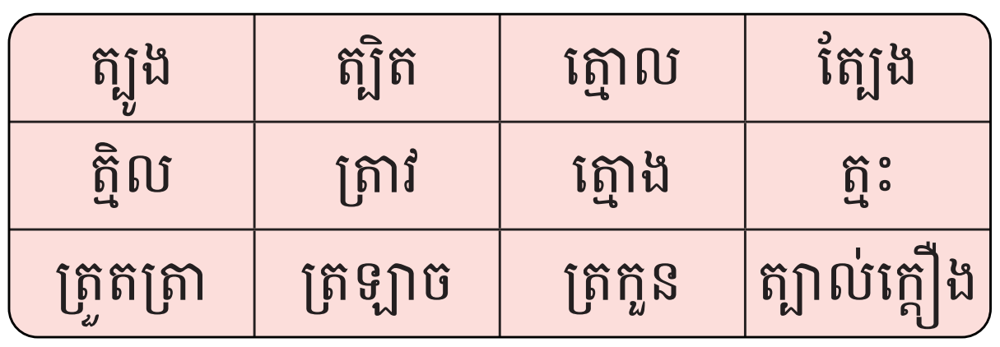 ត្បូង ត្បិត ត្មោល ត្បែង
ត្មិល ត្រាវ ត្មោង ត្មះ
ត្រួតត្រា ត្រឡាច ត្រកួន ត្បាល់ក្តឿង